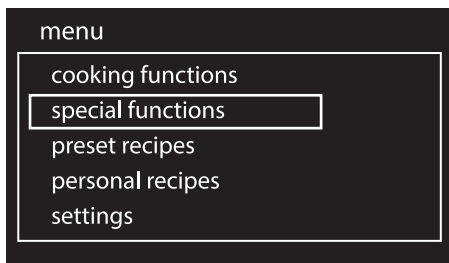 menu
cooking functions
special functions
preset recipes
personal recipes
settings